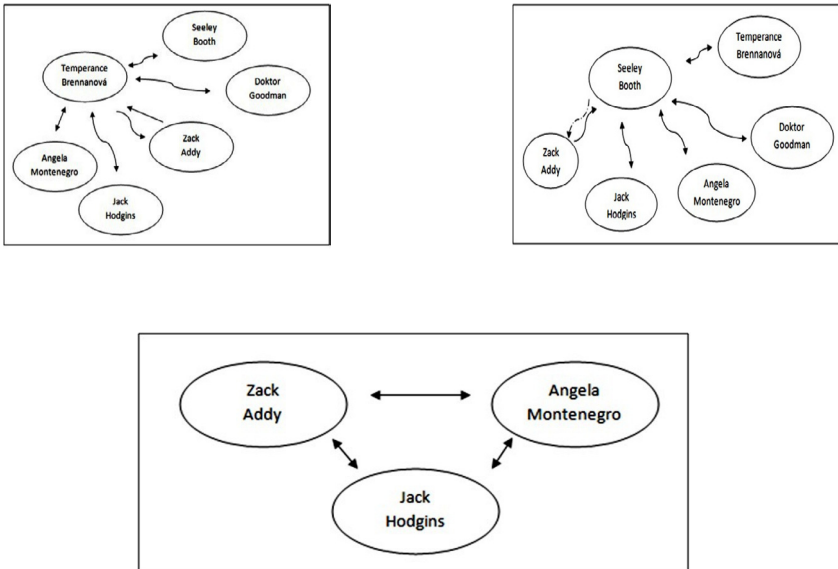 Seeley
Booth
Temperance
Brennanová
Doktor
Goodman
Zack
Addy
Angela
Montenegro
Jack
Hodgins
Temperance
Brennanová
Seeley
Booth
Doktor
Goodman
Zack
Addy
Angela
Montenegro
Jack
Hodgins
Zack
Addy
Angela
Montenegro
Jack
Hodgins